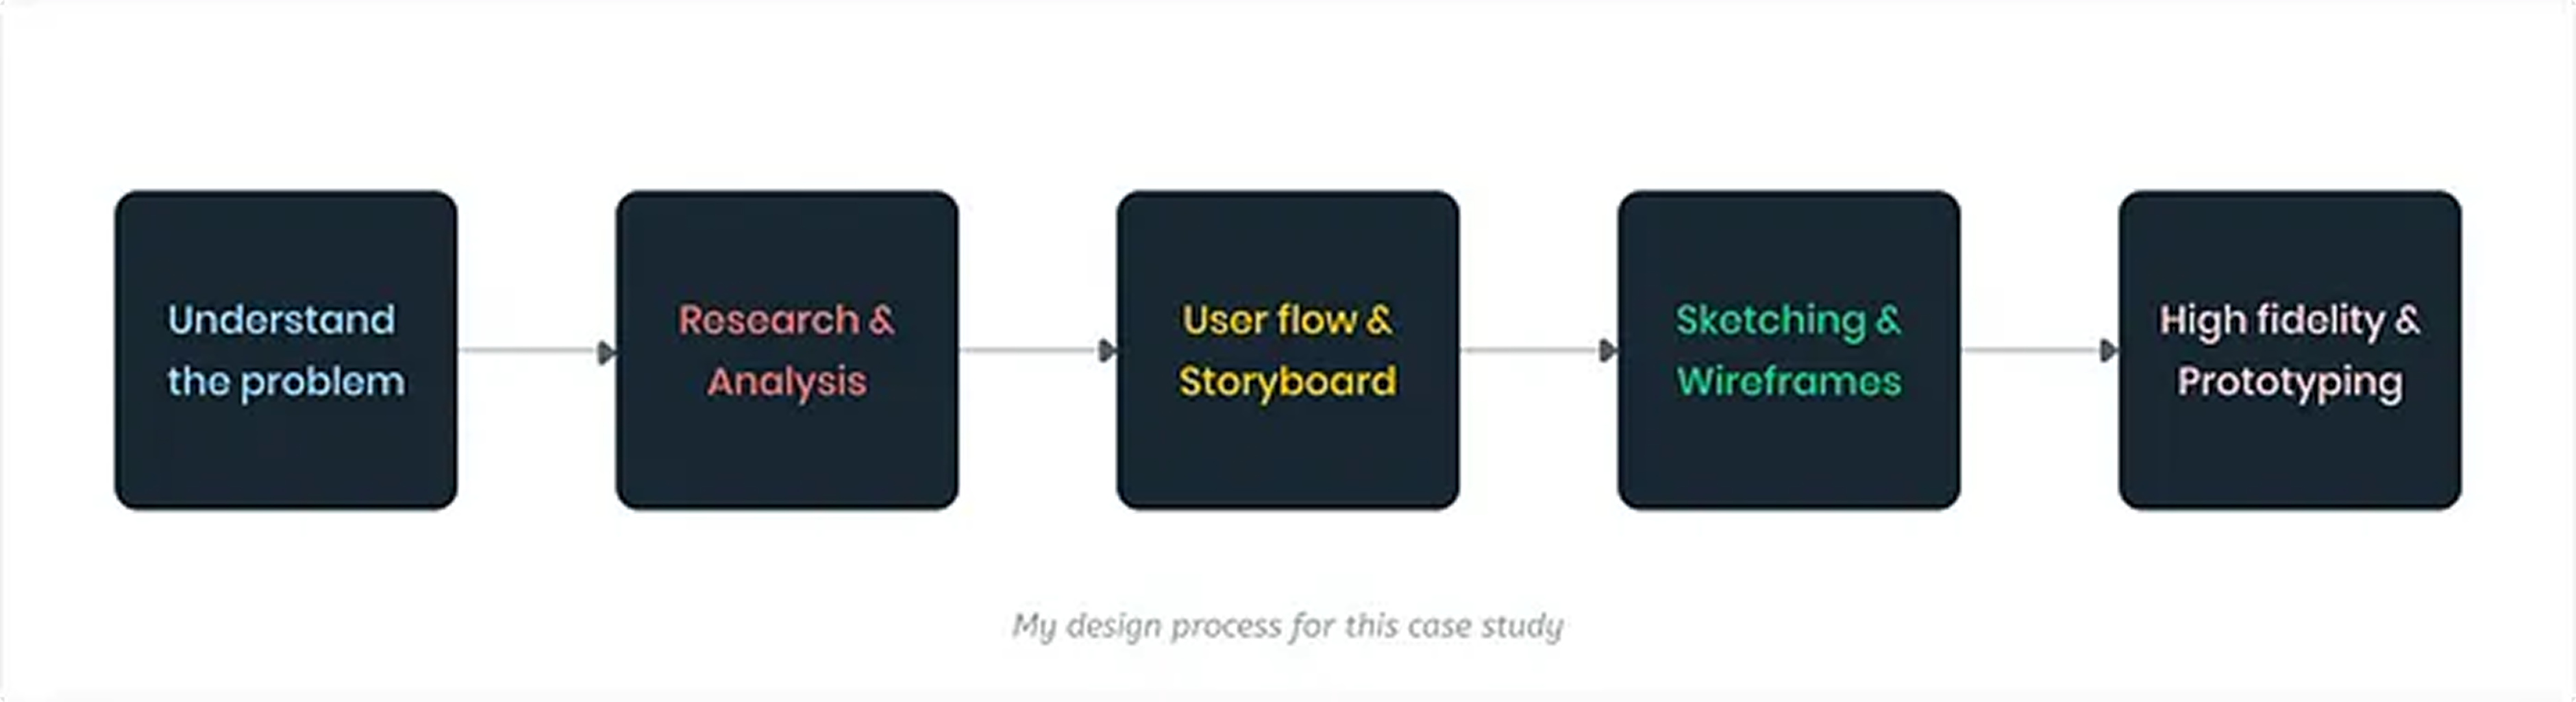 Understand
the problem
Research &
Analysis
User flow &
Storyboard
Sketching &
Wireframes
High fidelity &
Prototyping
My design process for this case study